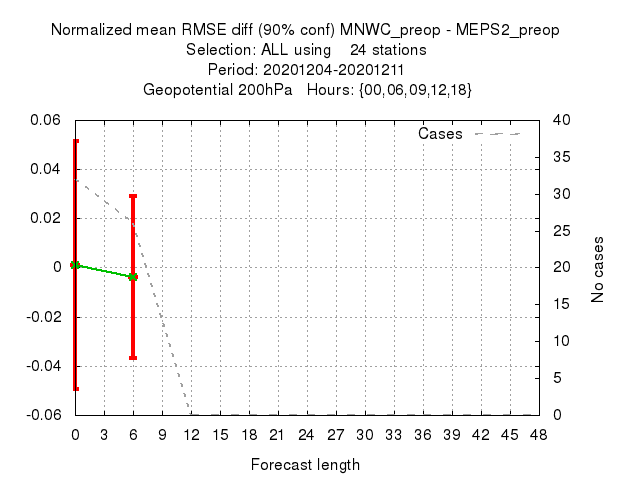 Normalized mean RMSE diff (90% conf) MNWC_preop - MEPS2_preop
Selection: ALL using    24 stations
Period: 20201204-20201211
Geopotential 200hPa   Hours: {00,06,09,12,18}
Cases
0.06
0.04
0.02
0
-0.02
-0.04
-0.06
40
35
30
25
20
15
10
5
0
No cases
0 3 6 9 12 15 18 21 24 27 30 33 36 39 42 45 48
Forecast length